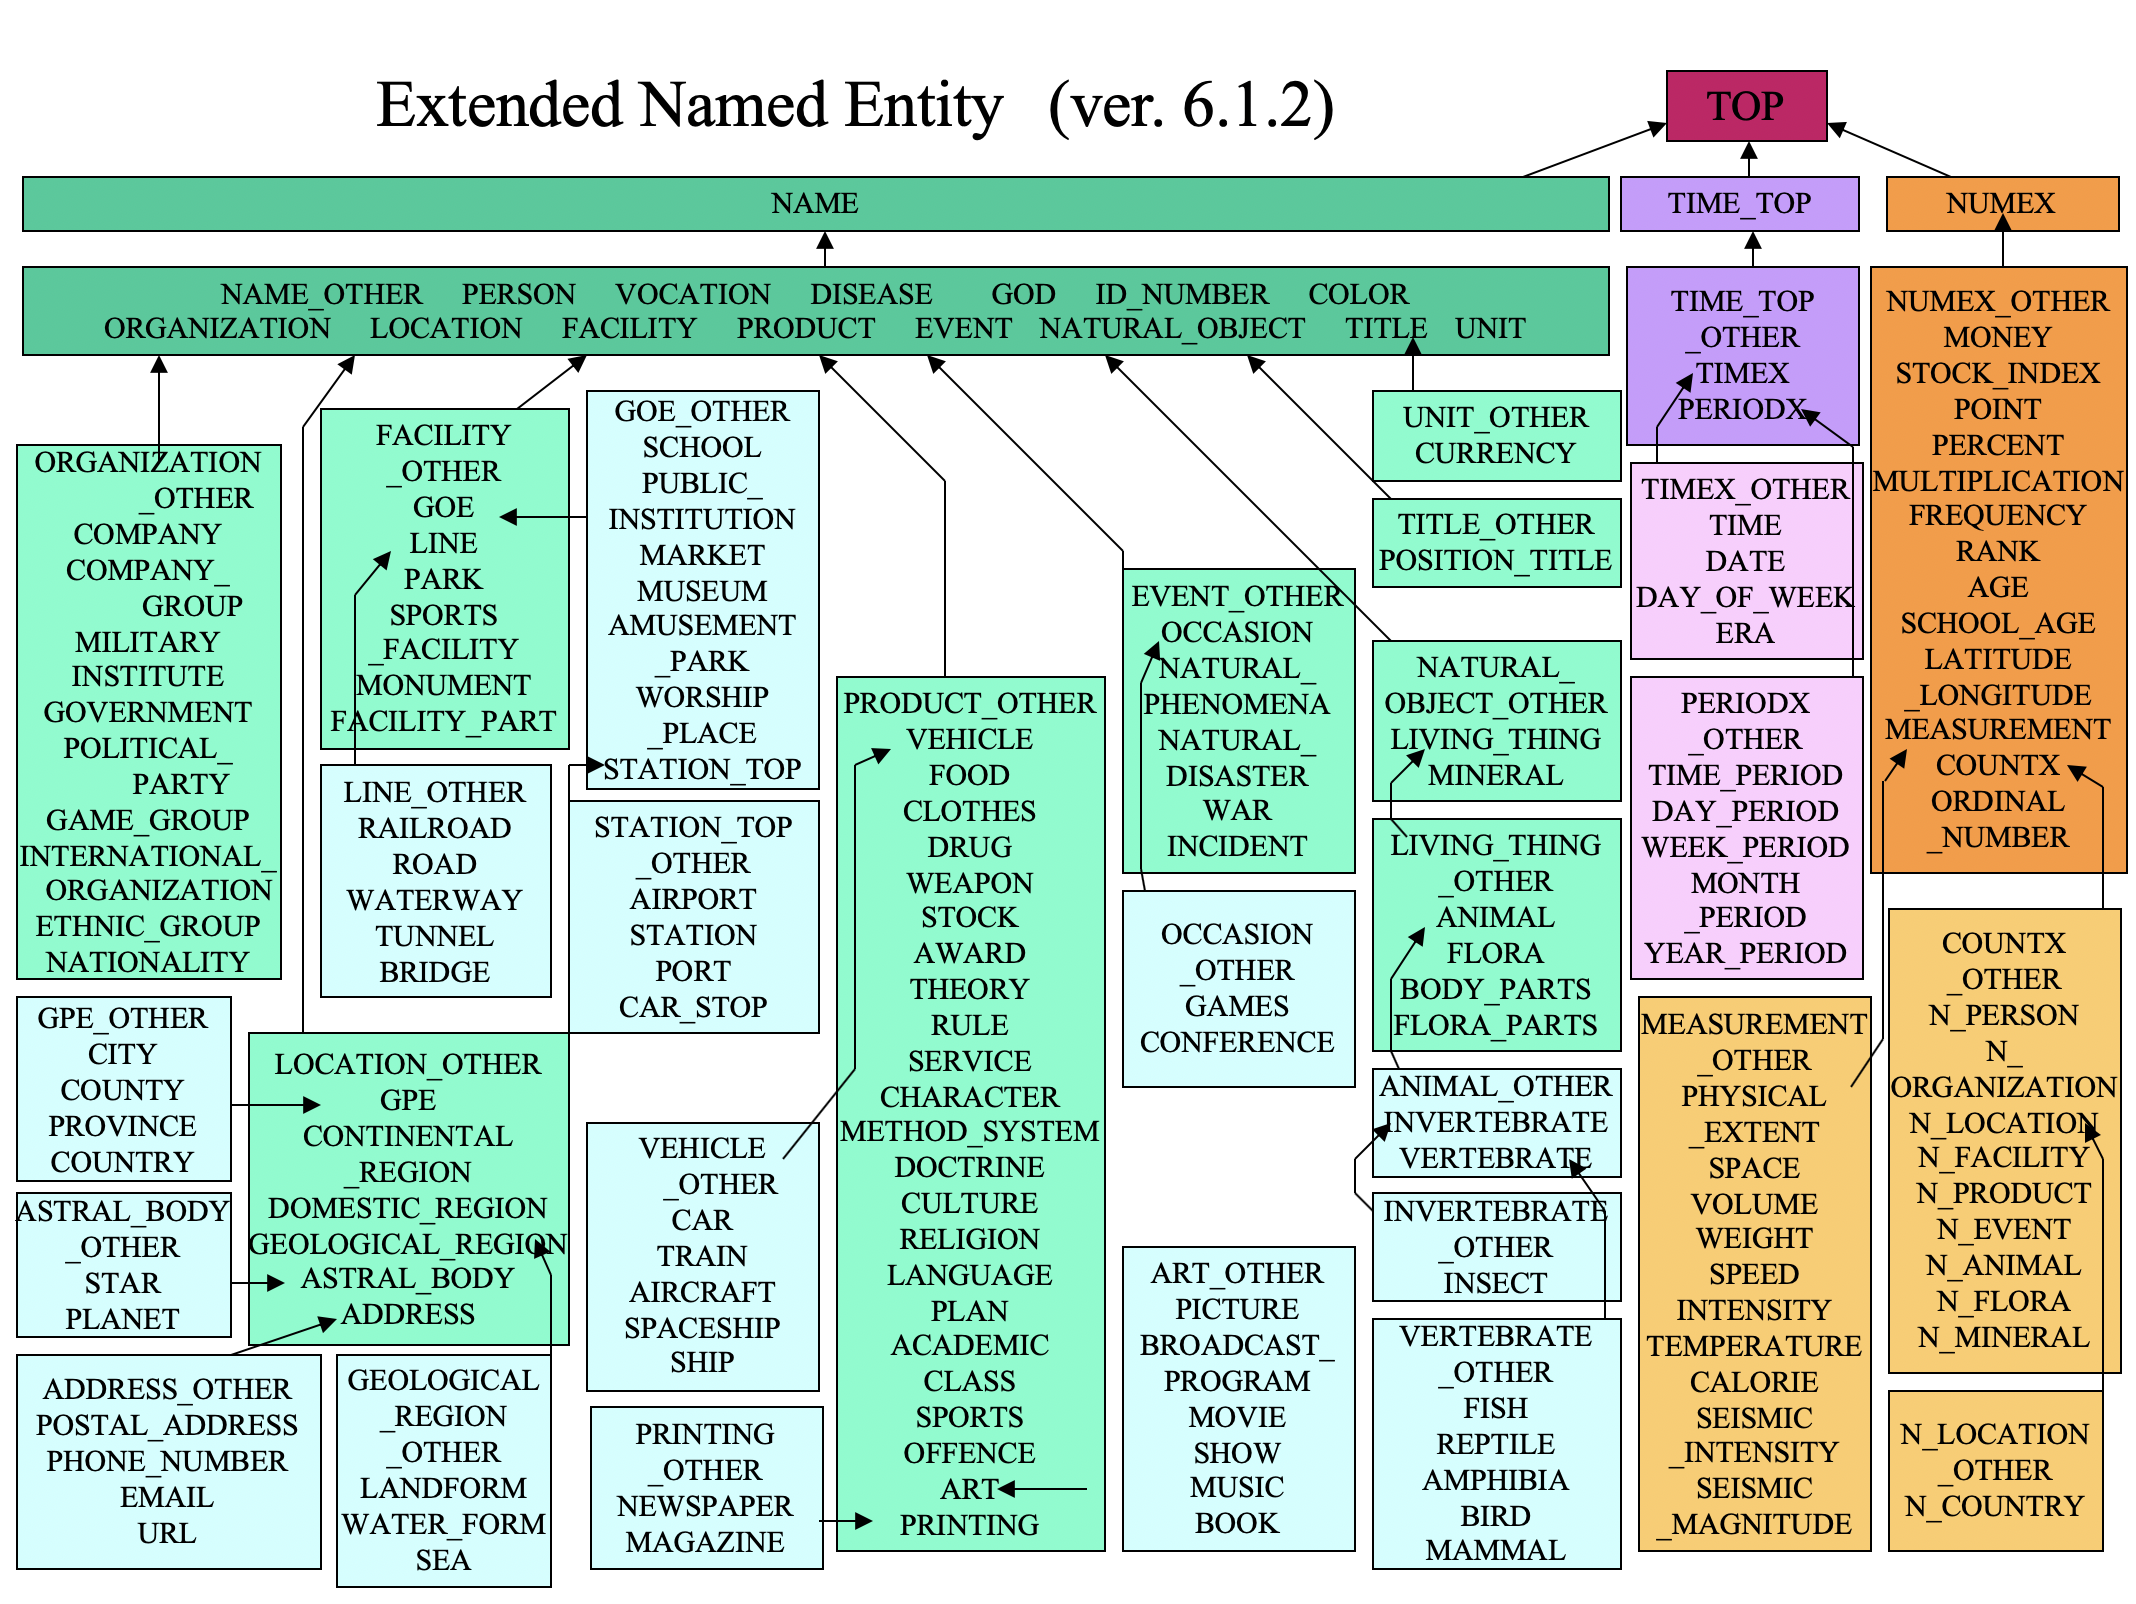 Extended Named Entity (ver. 6.1.2)
TOP
NAME
TIME_TOP
NUMEX
NAME_OTHER PERSON VOCATION DISEASE GOD ID_NUMBER COLOR
ORGANIZATION LOCATION FACILITY PRODUCT EVENT NATURAL_OBJECT TITLE UNIT
TIME_TOP
_OTHER
TIMEX
PERIODX
NUMEX_OTHER
MONEY
STOCK_INDEX
POINT
PERCENT
MULTIPLICATION
FREQUENCY
RANK
AGE
SCHOOL_AGE
LATITUDE
_LONGITUDE
MEASUREMENT
COUNTX
ORDINAL
_NUMBER
ORGANIZATION
_OTHER
COMPANY
COMPANY_
GROUP
MILITARY
INSTITUTE
GOVERNMENT
POLITICAL_
PARTY
GAME_GROUP
INTERNATIONAL_
ORGANIZATION
ETHNIC_GROUP
NATIONALITY
FACILITY
_OTHER
GOE
LINE
PARK
SPORTS
_FACILITY
MONUMENT
FACILITY_PART
GOE_OTHER
SCHOOL
PUBLIC_
INSTITUTION
MARKET
MUSEUM
AMUSEMENT
_PARK
WORSHIP
_PLACE
STATION_TOP
UNIT_OTHER
CURRENCY
TITLE_OTHER
POSITION_TITLE
TIMEX_OTHER
TIME
DATE
DAY_OF_WEEK
ERA
EVENT_OTHER
OCCASION
NATURAL_
PHENOMENA
NATURAL_
DISASTER
WAR
INCIDENT
NATURAL_
OBJECT_OTHER
LIVING_THING
MINERAL
PRODUCT_OTHER
VEHICLE
FOOD
CLOTHES
DRUG
WEAPON
STOCK
AWARD
THEORY
RULE
SERVICE
CHARACTER
METHOD_SYSTEM
DOCTRINE
CULTURE
RELIGION
LANGUAGE
PLAN
ACADEMIC
CLASS
SPORTS
OFFENCE
ART
PRINTING
PERIODX
_OTHER
TIME_PERIOD
DAY_PERIOD
WEEK_PERIOD
MONTH
_PERIOD
YEAR_PERIOD
LINE_OTHER
RAILROAD
ROAD
WATERWAY
TUNNEL
BRIDGE
STATION_TOP
_OTHER
AIRPORT
STATION
PORT
CAR_STOP
LIVING_THING
_OTHER
ANIMAL
FLORA
BODY_PARTS
FLORA_PARTS
OCCASION
_OTHER
GAMES
CONFERENCE
COUNTX
_OTHER
N_PERSON
N_
ORGANIZATION
N_LOCATION
N_FACILITY
N_PRODUCT
N_EVENT
N_ANIMAL
N_FLORA
N_MINERAL
GPE_OTHER
CITY
COUNTY
PROVINCE
COUNTRY
LOCATION_OTHER
GPE
CONTINENTAL
_REGION
DOMESTIC_REGION
GEOLOGICAL_REGION
ASTRAL_BODY
ADDRESS
MEASUREMENT
_OTHER
PHYSICAL
_EXTENT
SPACE
VOLUME
WEIGHT
SPEED
INTENSITY
TEMPERATURE
CALORIE
SEISMIC
_INTENSITY
SEISMIC
_MAGNITUDE
ANIMAL_OTHER
INVERTEBRATE
VERTEBRATE
VEHICLE
_OTHER
CAR
TRAIN
AIRCRAFT
SPACESHIP
SHIP
ASTRAL_BODY
_OTHER
STAR
PLANET
INVERTEBRATE
_OTHER
INSECT
ART_OTHER
PICTURE
BROADCAST_
PROGRAM
MOVIE
SHOW
MUSIC
BOOK
VERTEBRATE
_OTHER
FISH
REPTILE
AMPHIBIA
BIRD
MAMMAL
ADDRESS_OTHER
POSTAL_ADDRESS
PHONE_NUMBER
EMAIL
URL
GEOLOGICAL
_REGION
_OTHER
LANDFORM
WATER_FORM
SEA
PRINTING
_OTHER
NEWSPAPER
MAGAZINE
N_LOCATION
_OTHER
N_COUNTRY